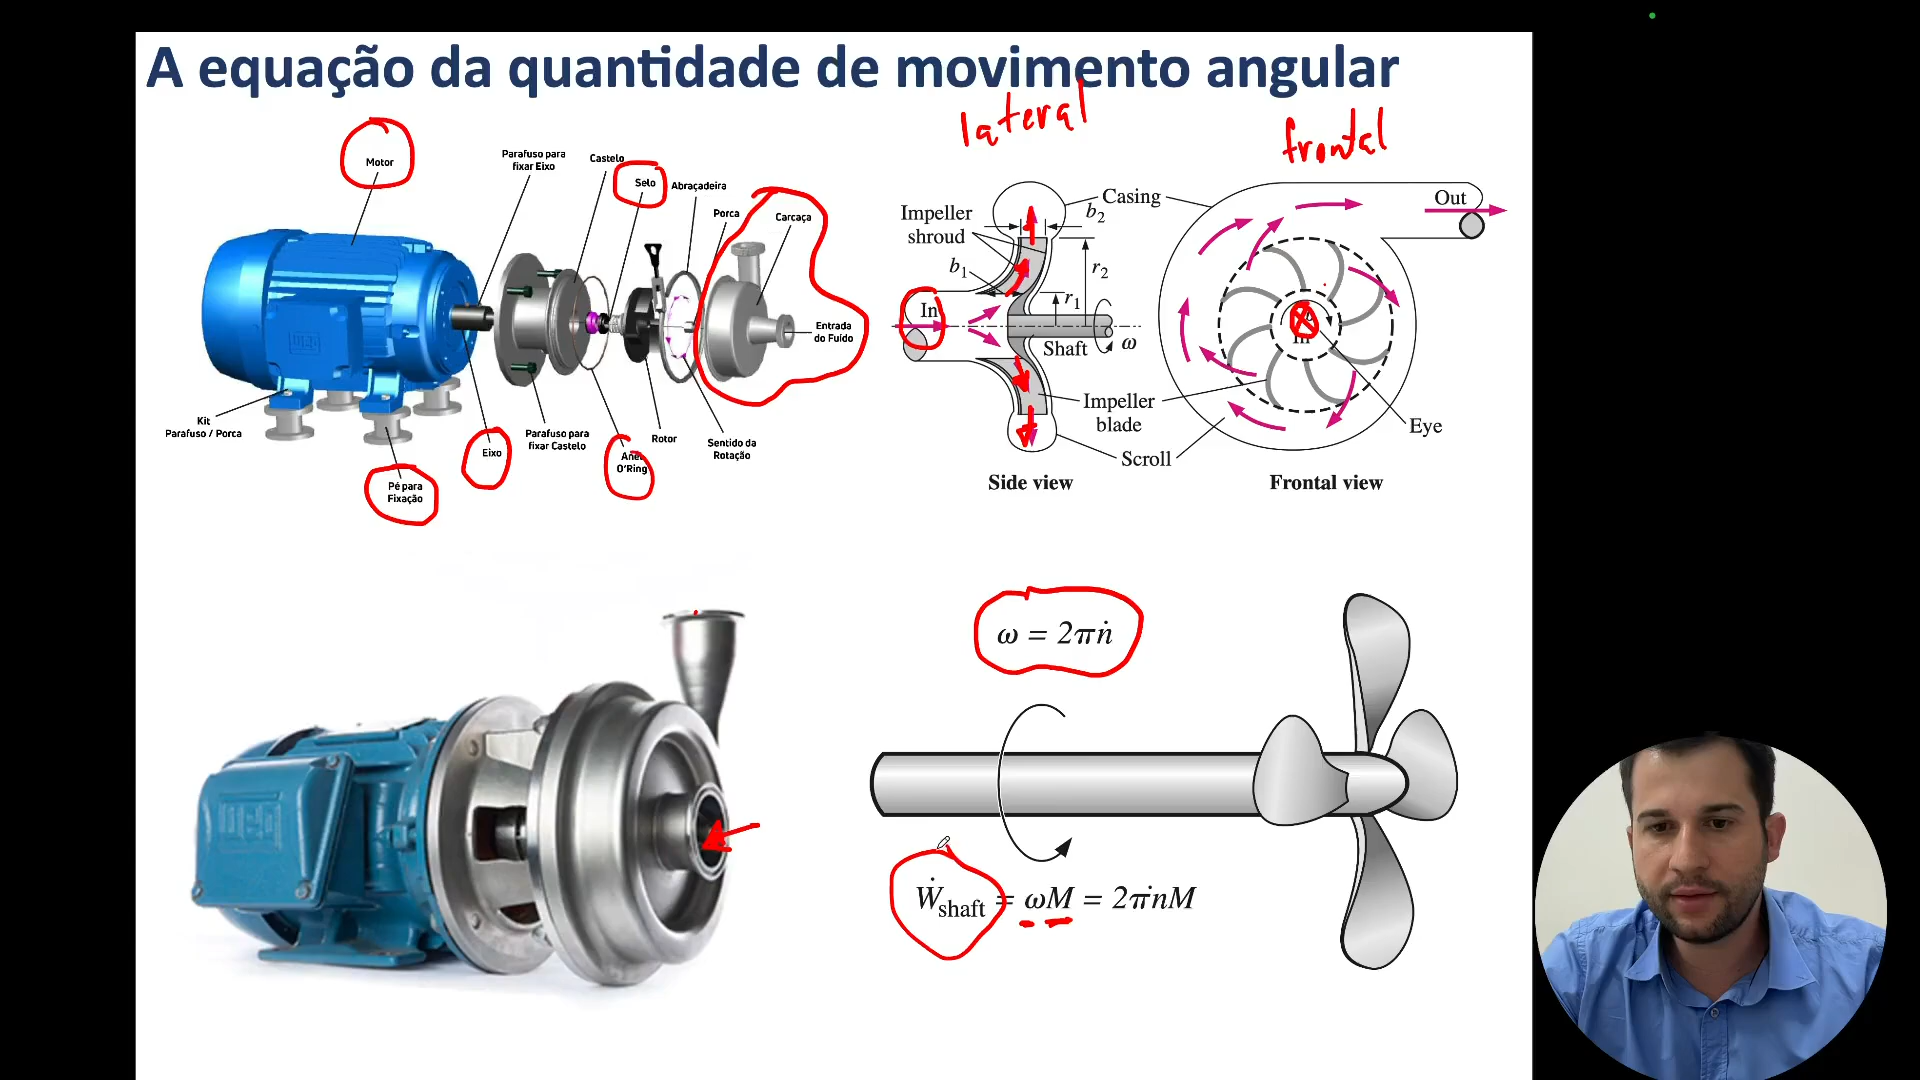 A equação da quantidade de movimento angular
lateral
frontal
Motor
Parafuso para
fixar Eixo
Castelo
Selo
Abraçadeira
Porca
Carcaça
Entrada
do Fuído
Kit
Parafuso / Porca
Pé para
Fixação
Eixo
Parafuso para
fixar Castelo
Anel
O'Ring
Rotor
Sentido da
Rotação
Casing
Impeller
shroud
b₂
b₁
r₂
r₁
In
Shaft
ω
Impeller
blade
Scroll
Side view
Out
In
Eye
Frontal view
ω = 2πṅ
Ẇshaft = ωM = 2πṅM